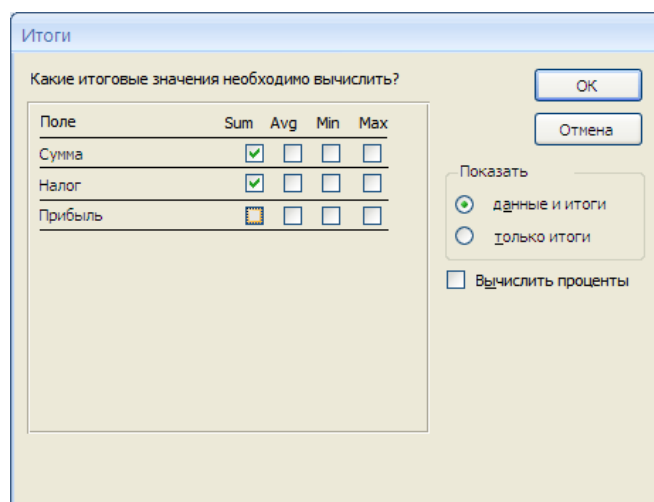 Итоги
Какие итоговые значения необходимо вычислить?
Поле Sum Avg Min Max
Сумма
Налог
Прибыль
OK
Отмена
Показать
данные и итоги
только итоги
Вычислить проценты